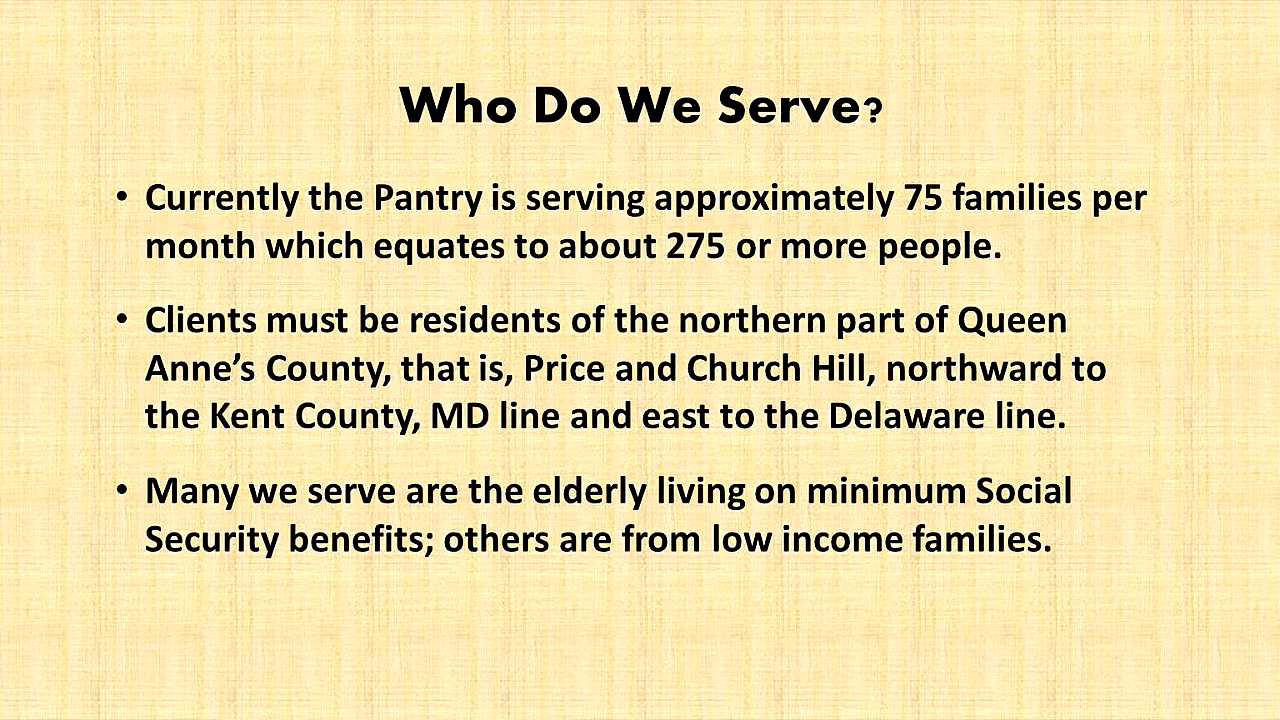 Who Do We Serve?
• Currently the Pantry is serving approximately 75 families per
month which equates to about 275 or more people.
• Clients must be residents of the northern part of Queen
Anne’s County, that is, Price and Church Hill, northward to
the Kent County, MD line and east to the Delaware line.
• Many we serve are the elderly living on minimum Social
Security benefits; others are from low income families.